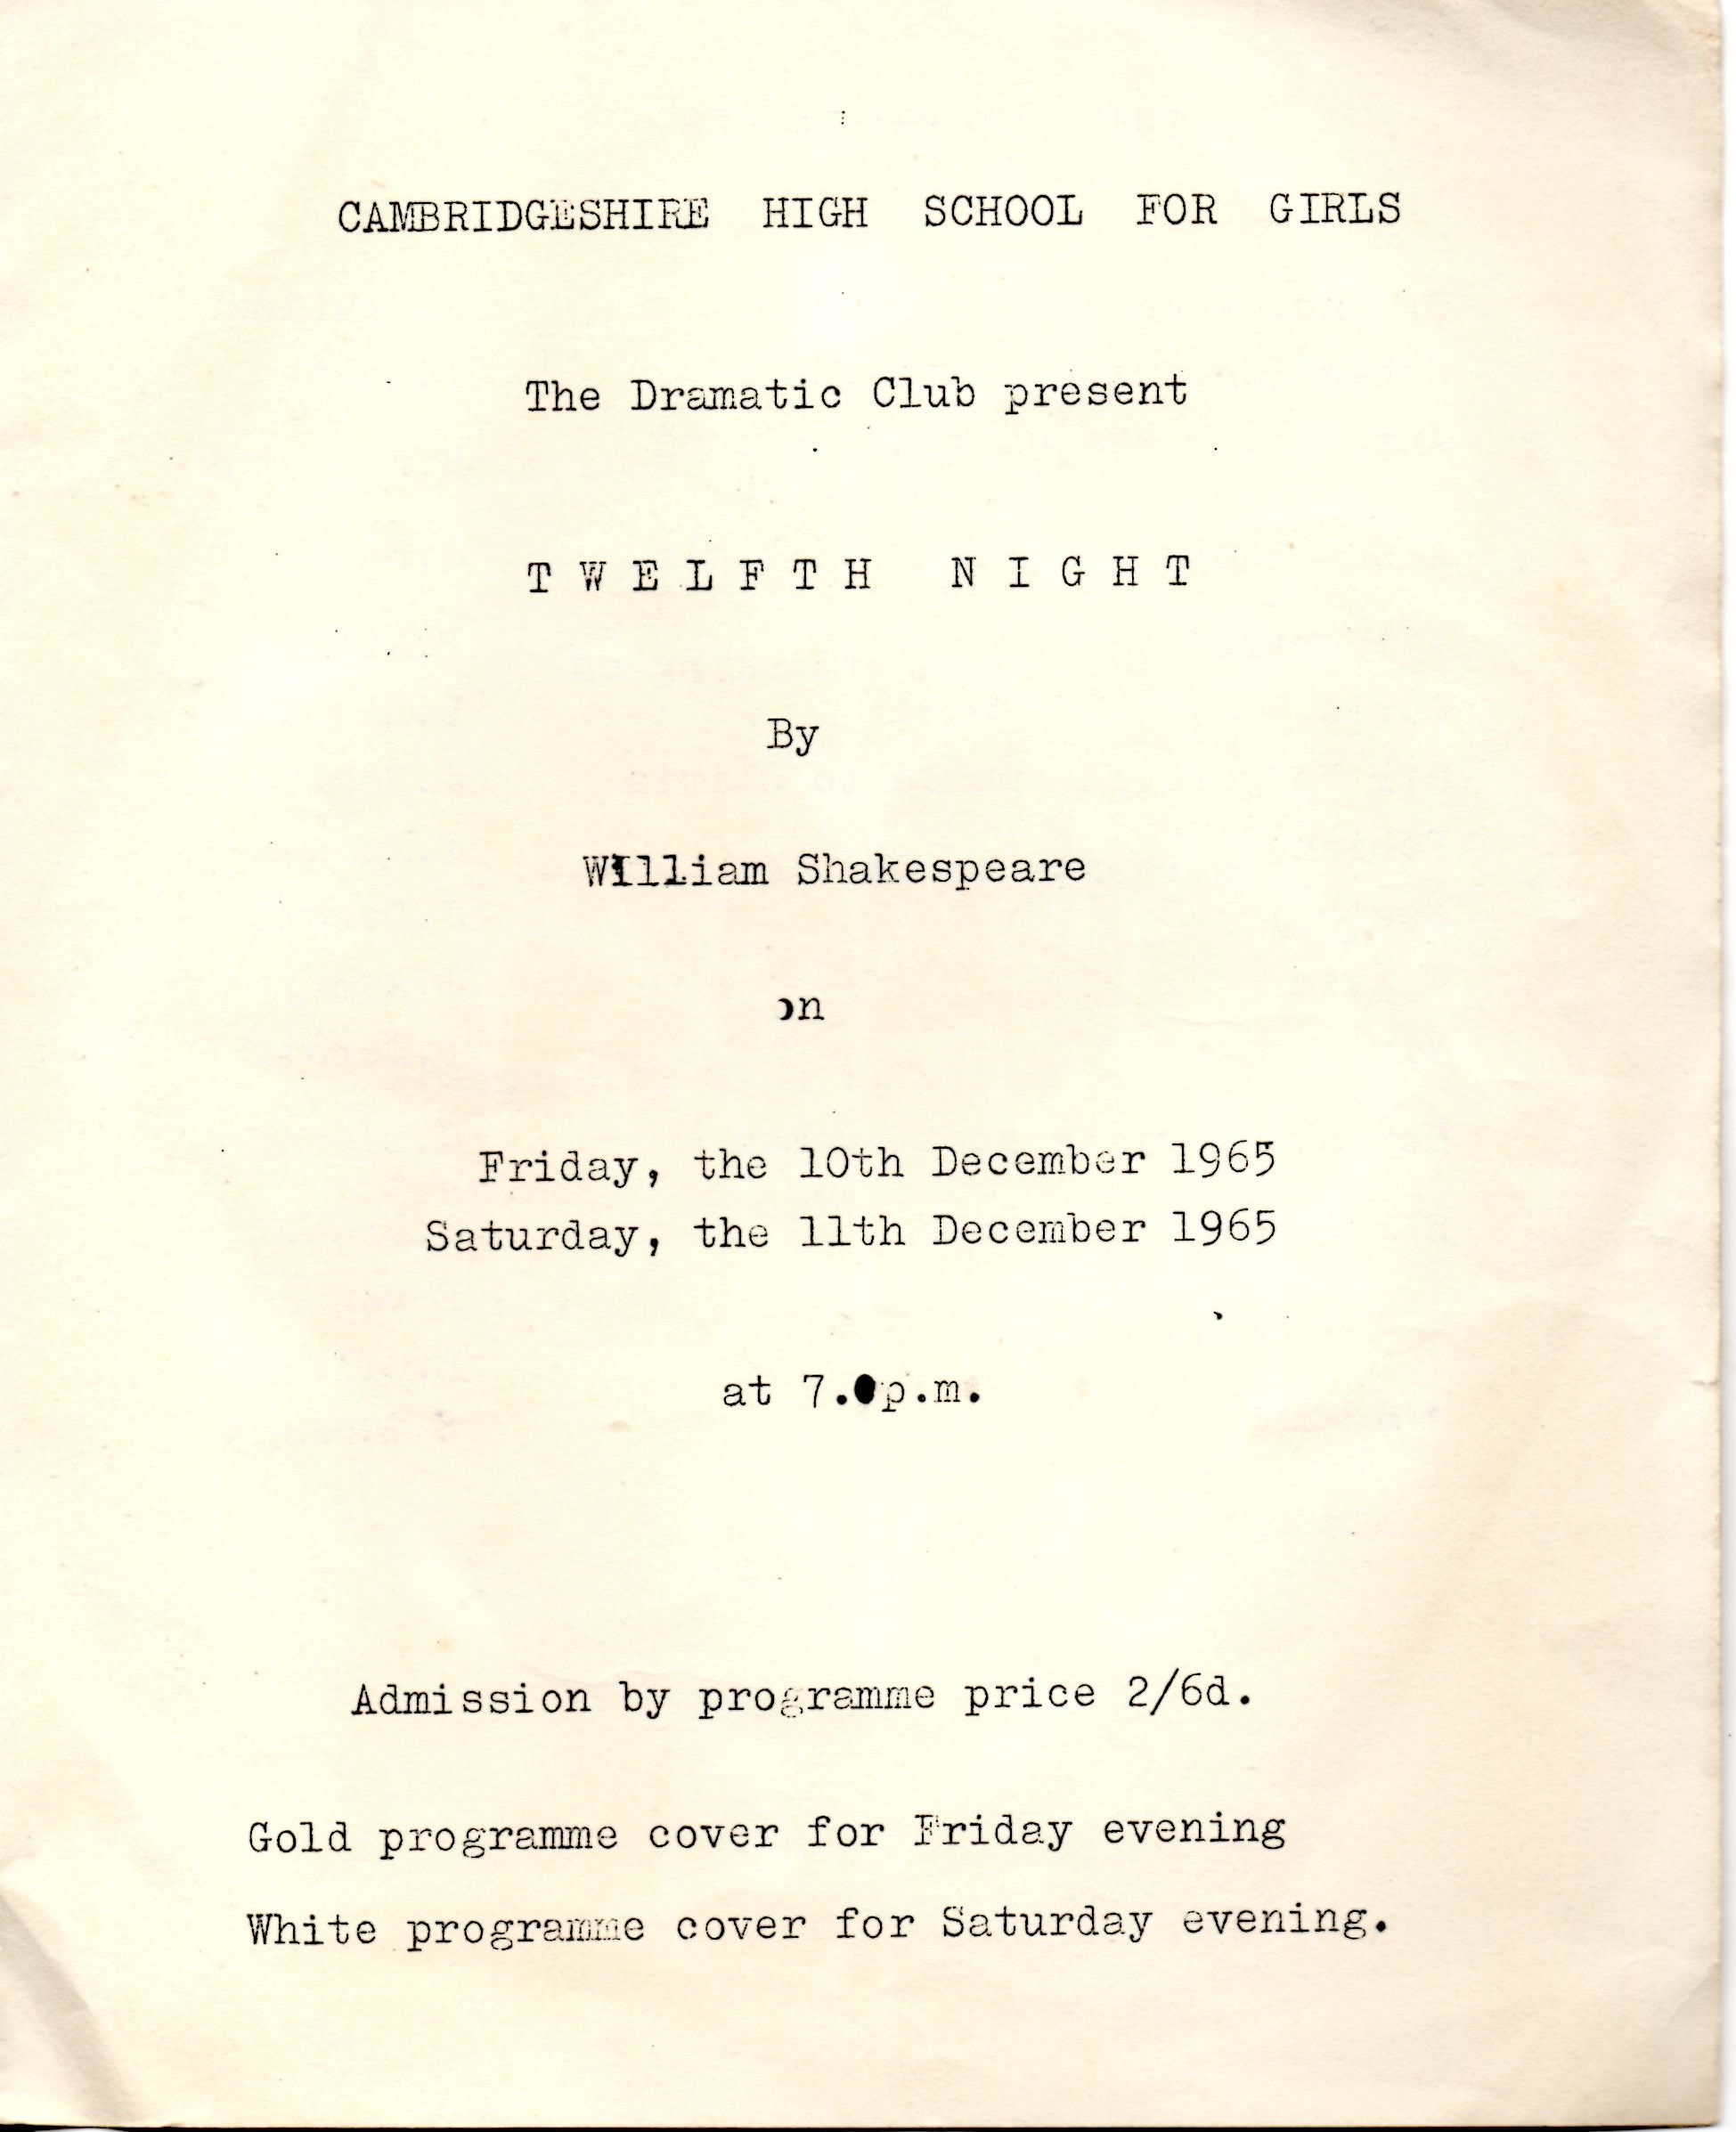 CAMBRIDGESHIRE HIGH SCHOOL FOR GIRLS
The Dramatic Club present
TWELFTH NIGHT
By
William Shakespeare
on
Friday, the 10th December 1965
Saturday, the 11th December 1965
at 7.0p.m.
Admission by programme price 2/6d.
Gold programme cover for Friday evening
White programme cover for Saturday evening.